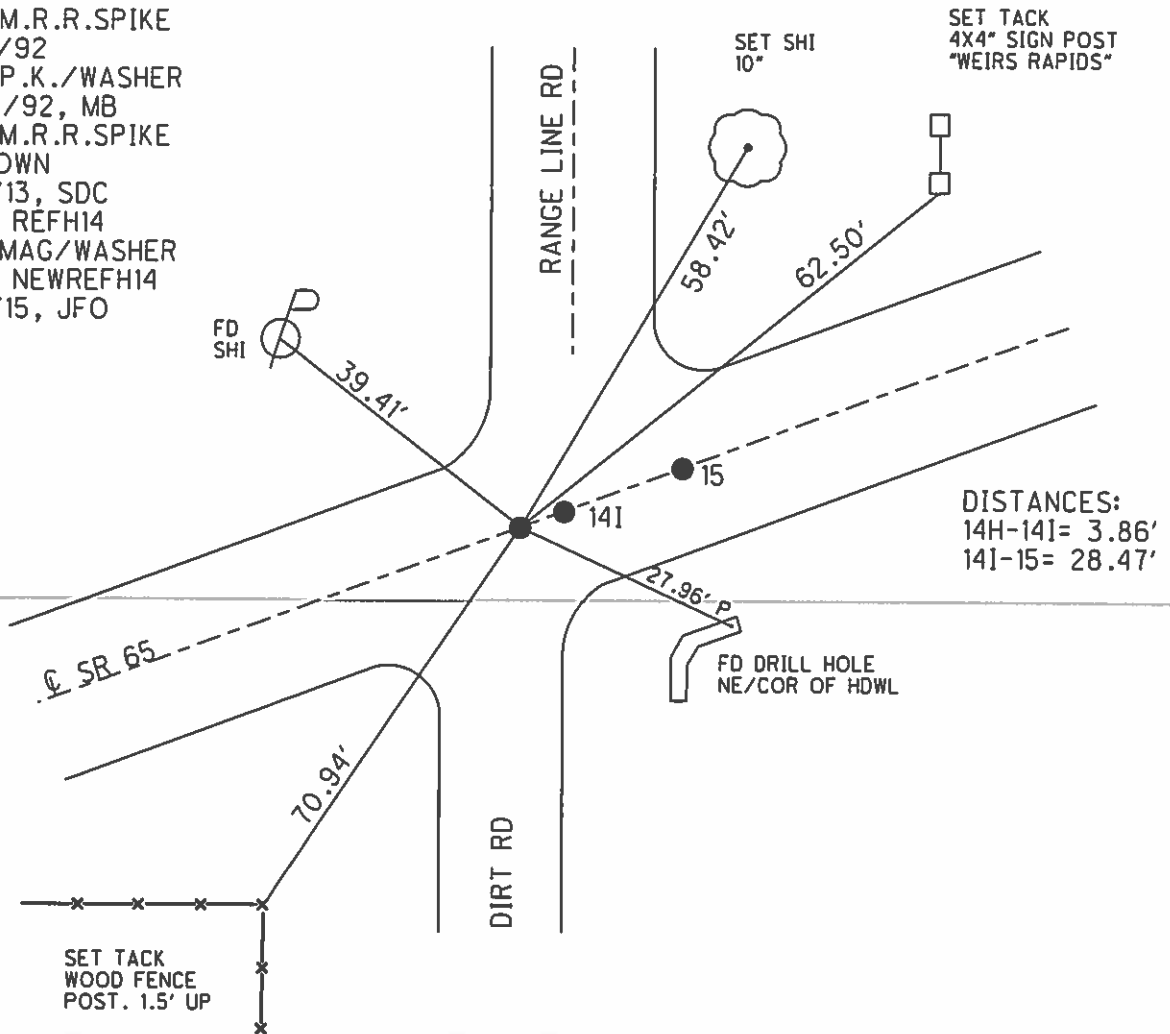 M.R.R.SPIKE
/92
P.K./WASHER
/92, MB
M.R.R.SPIKE
OWN
/13, SDC
REFH14
MAG/WASHER
NEWREFH14
/15, JFO
SET SHI
10"
SET TACK
4X4" SIGN POST
"WEIRS RAPIDS"
RANGE LINE RD
58.42'
62.50'
FD
SHI
39.41'
15
14I
DISTANCES:
14H-14I= 3.86'
14I-15= 28.47'
27.96' P
℄ SR 65
FD DRILL HOLE
NE/COR OF HDWL
70.94'
DIRT RD
SET TACK
WOOD FENCE
POST. 1.5' UP